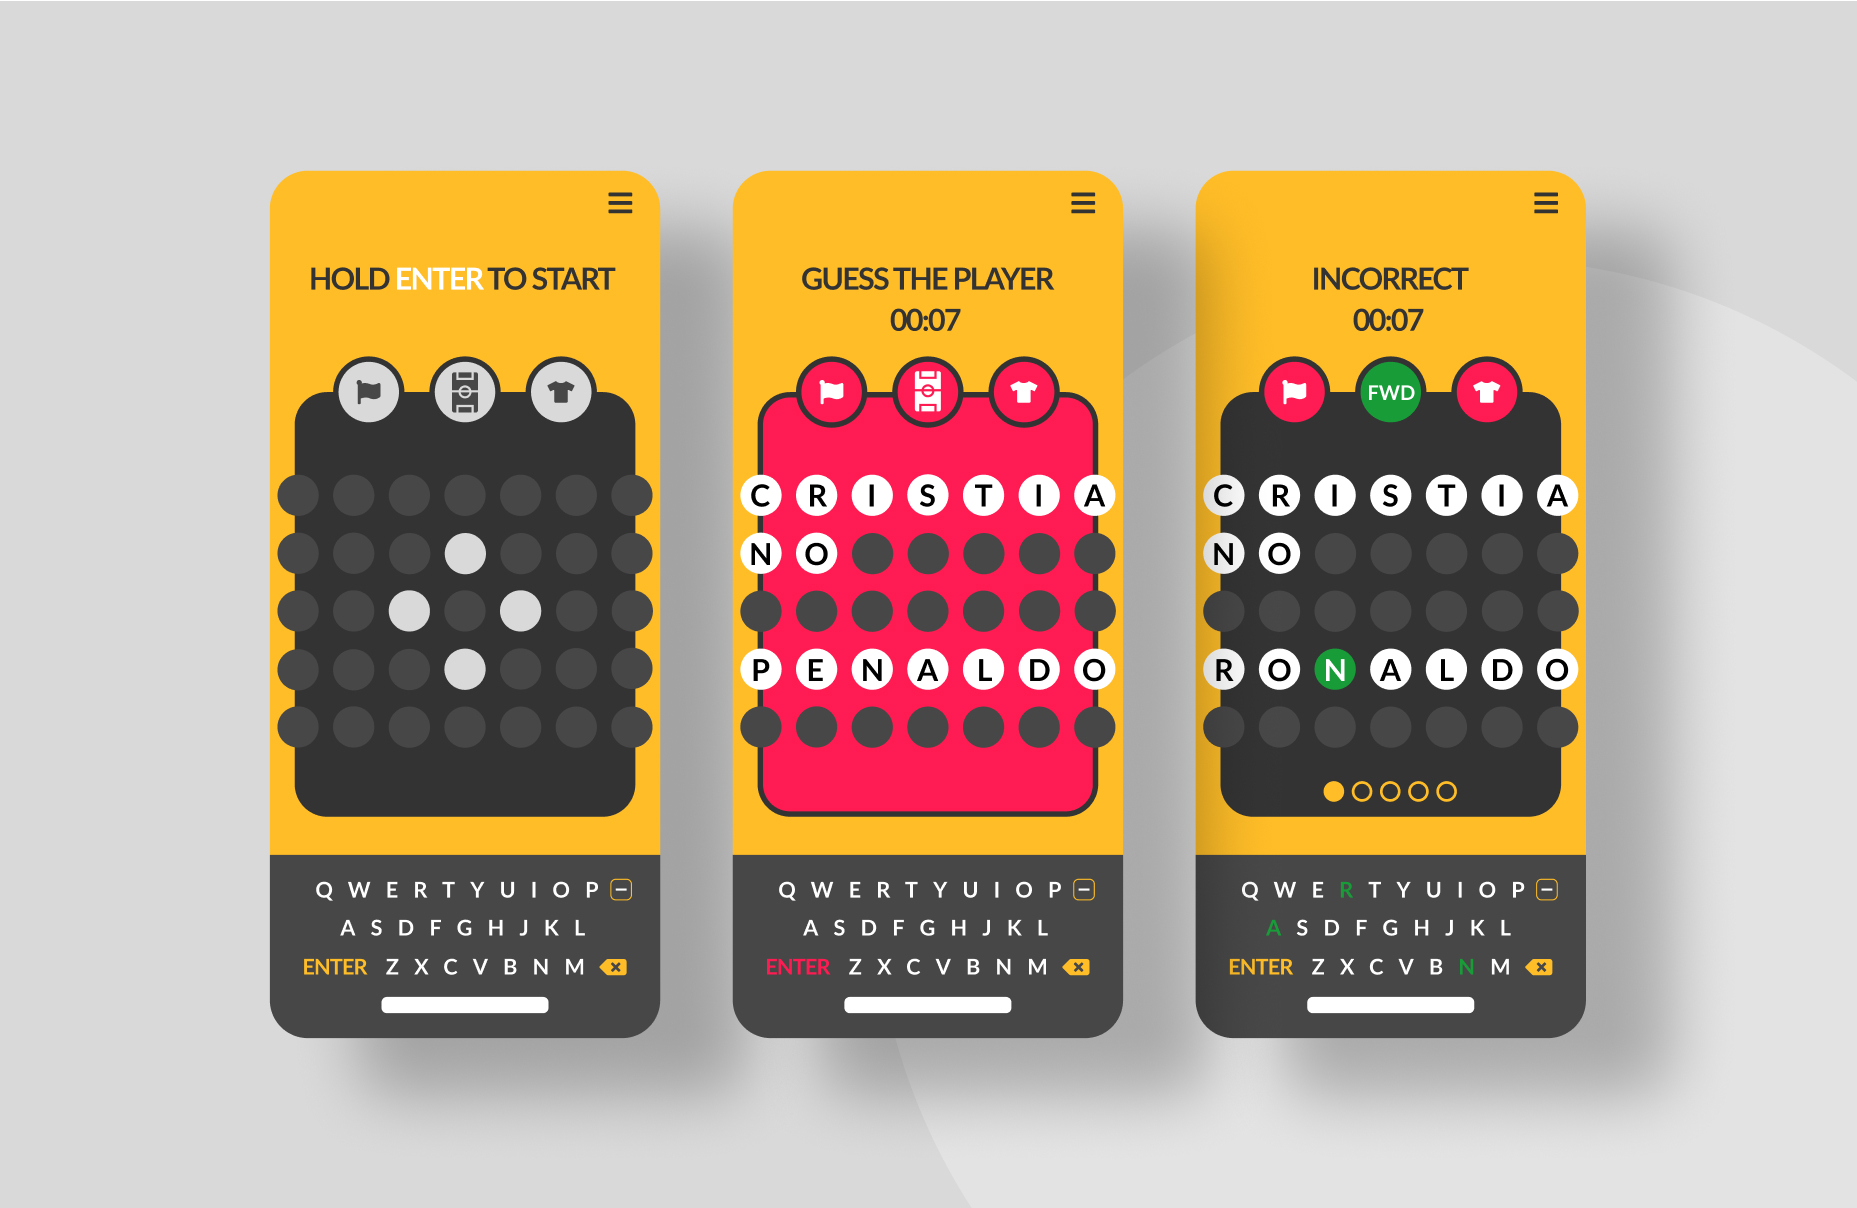 HOLD ENTER TO START
Q W E R T Y U I O P
A S D F G H J K L
ENTER Z X C V B N M
GUESS THE PLAYER
00:07
C R I S T I A
N O
P E N A L D O
Q W E R T Y U I O P
A S D F G H J K L
ENTER Z X C V B N M
INCORRECT
00:07
FWD
C R I S T I A
N O
R O N A L D O
Q W E R T Y U I O P
A S D F G H J K L
ENTER Z X C V B N M